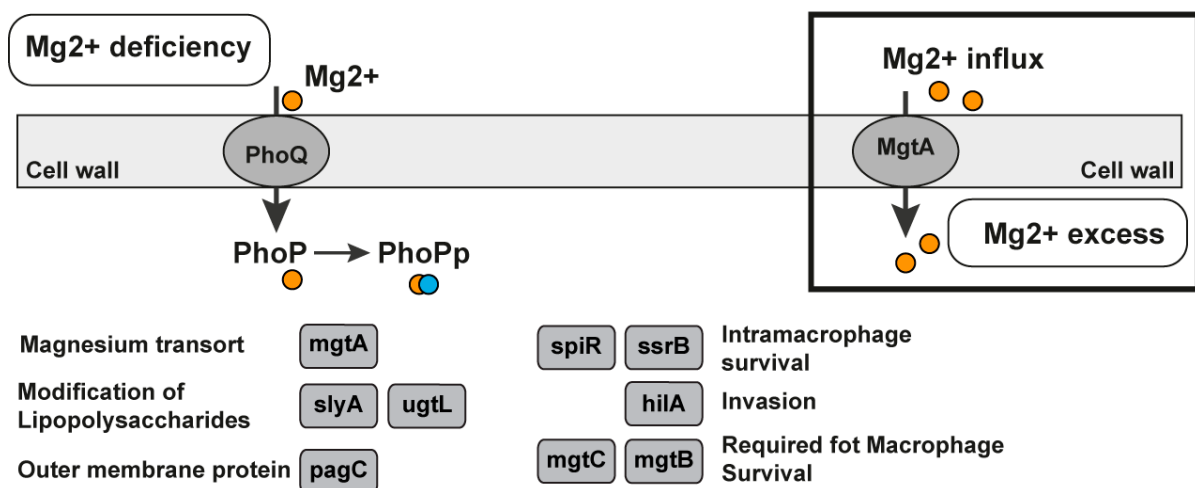 Mg2+ deficiency
Mg2+
Mg2+ influx
PhoQ
MgtA
Cell wall
Cell wall
Mg2+ excess
PhoP
PhoPp
Magnesium transort
mgtA
Modification of
Lipopolysaccharides
slyA
ugtL
Outer membrane protein
pagC
spiR
ssrB
Intramacrophage
survival
hilA
Invasion
mgtC
mgtB
Required fot Macrophage
Survival